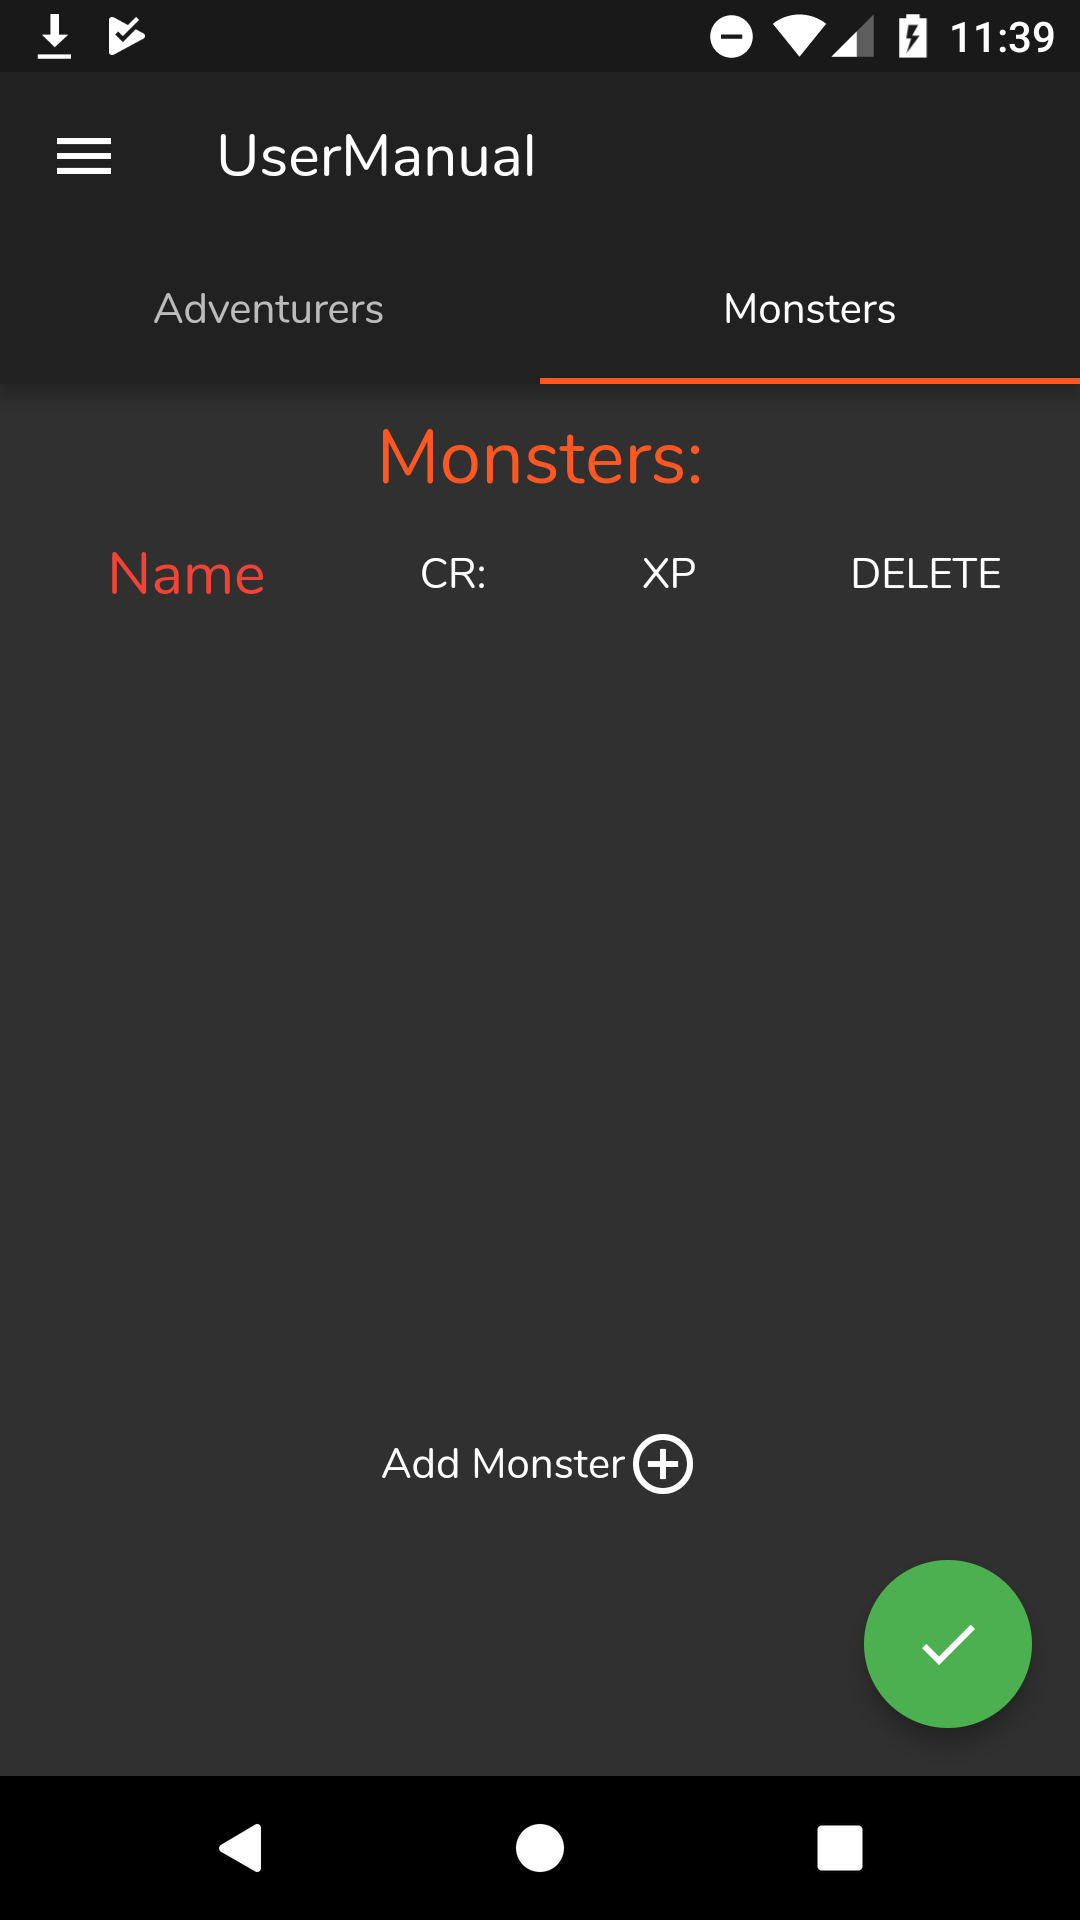 11:39
UserManual
Adventurers Monsters
Monsters:
Name CR: XP DELETE
Add Monster